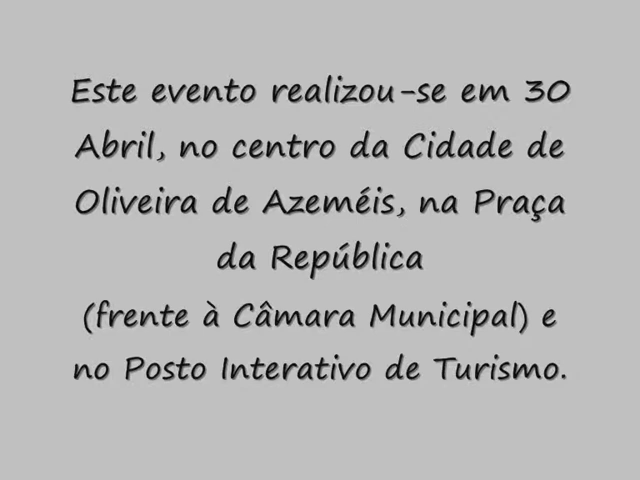 Este evento realizou-se em 30
Abril, no centro da Cidade de
Oliveira de Azeméis, na Praça
da República
(frente à Câmara Municipal) e
no Posto Interativo de Turismo.